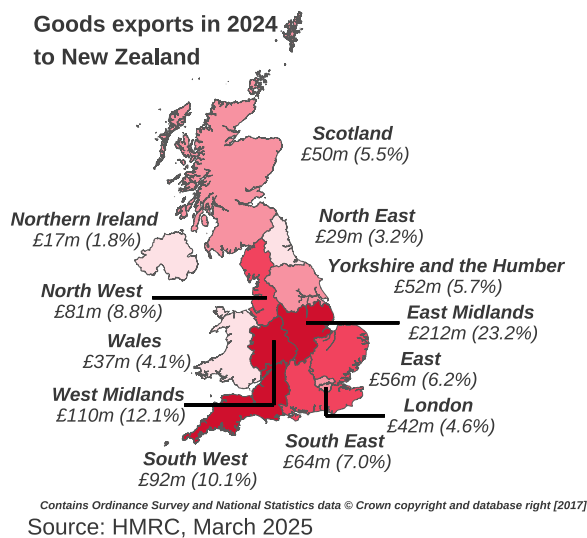 Goods exports in 2024
to New Zealand
Scotland
£50m (5.5%)
Northern Ireland
£17m (1.8%)
North East
£29m (3.2%)
Yorkshire and the Humber
£52m (5.7%)
North West
£81m (8.8%)
East Midlands
£212m (23.2%)
Wales
£37m (4.1%)
East
£56m (6.2%)
West Midlands
£110m (12.1%)
London
£42m (4.6%)
South East
£64m (7.0%)
South West
£92m (10.1%)
Contains Ordinance Survey and National Statistics data © Crown copyright and database right [2017]
Source: HMRC, March 2025